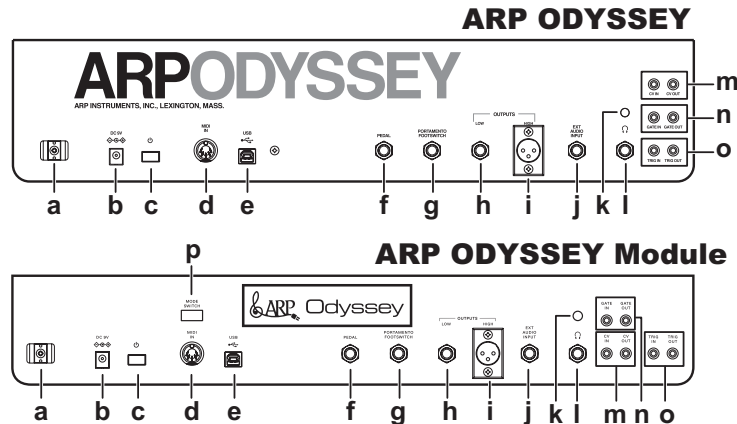 ARP ODYSSEY
ARPODYSSEY
ARP INSTRUMENTS, INC., LEXINGTON, MASS.
CV IN CV OUT
m
GATE IN GATE OUT
n
TRIG IN TRIG OUT
o
DC 9V
MIDI IN
USB
PEDAL
PORTAMENTO FOOTSWITCH
OUTPUTS
LOW HIGH
EXT AUDIO INPUT
a b c d e f g h i j k l
ARP ODYSSEY Module
p
MODE SWITCH
ARP Odyssey
DC 9V
MIDI IN
USB
PEDAL
PORTAMENTO FOOTSWITCH
OUTPUTS
LOW HIGH
EXT AUDIO INPUT
GATE IN GATE OUT
CV IN CV OUT
TRIG IN TRIG OUT
a b c d e f g h i j k l m n o